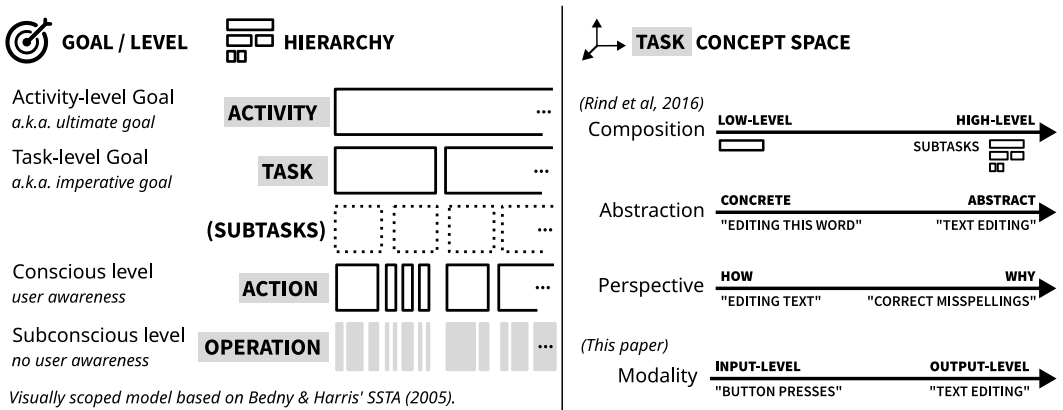 GOAL / LEVEL
HIERARCHY
Activity-level Goal
a.k.a. ultimate goal
ACTIVITY
...
Task-level Goal
a.k.a. imperative goal
TASK
...
(SUBTASKS)
...
Conscious level
user awareness
ACTION
...
Subconscious level
no user awareness
OPERATION
...
Visually scoped model based on Bedny & Harris' SSTA (2005).
TASK CONCEPT SPACE
(Rind et al, 2016)
Composition
LOW-LEVEL
HIGH-LEVEL
SUBTASKS
Abstraction
CONCRETE
ABSTRACT
"EDITING THIS WORD"
"TEXT EDITING"
Perspective
HOW
WHY
"EDITING TEXT"
"CORRECT MISSPELLINGS"
(This paper)
Modality
INPUT-LEVEL
OUTPUT-LEVEL
"BUTTON PRESSES"
"TEXT EDITING"